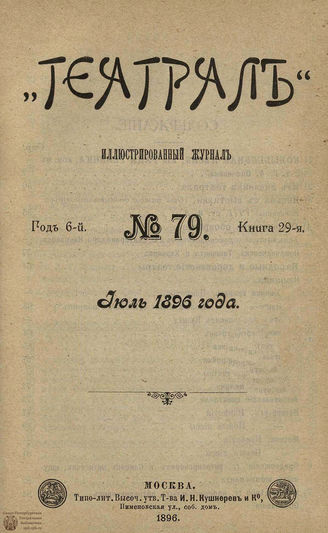 „ТЕАТРАЛЪ“
ИЛЛЮСТРИРОВАННЫЙ ЖУРНАЛЪ
Годъ 6-й. № 79. Книга 29-я.
Іюль 1896 года.
МОСКВА.
Типо-лит. Высоч. утв. Т-ва И. Н. Кушнеревъ и Кº,
Пименовская ул., соб. домъ.
1896.